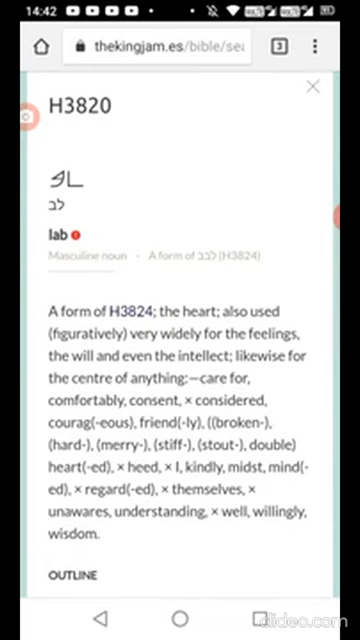 14:42
thekingjam.es/bible/sea
3
H3820
𐤋𐤁
לב
lab
Masculine noun · A form of לבב (H3824)
A form of H3824; the heart; also used
(figuratively) very widely for the feelings,
the will and even the intellect; likewise for
the centre of anything:—care for,
comfortably, consent, × considered,
courag(-eous), friend(-ly), ((broken-),
(hard-), (merry-), (stiff-), (stout-), double)
heart(-ed), × heed, × I, kindly, midst, mind(-
ed), × regard(-ed), × themselves, ×
unawares, understanding, × well, willingly,
wisdom.
OUTLINE
clideo.com